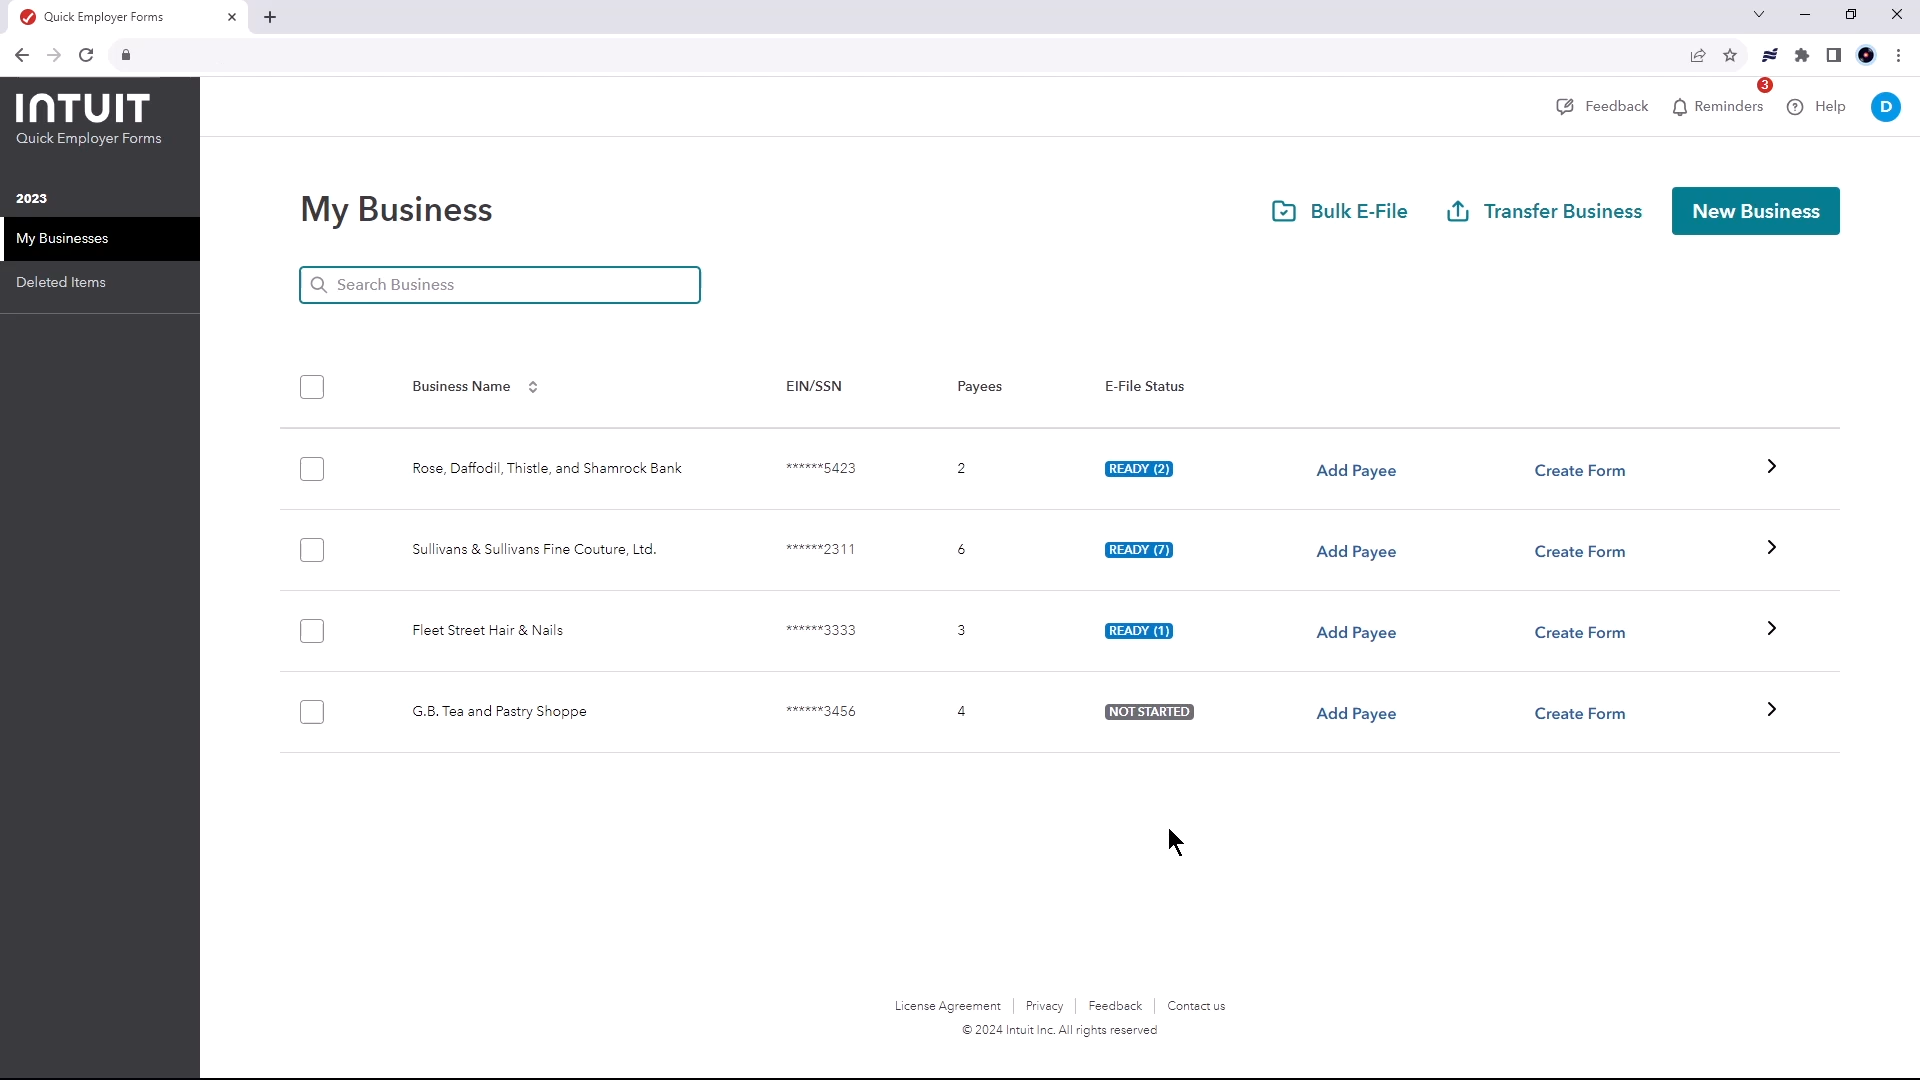 Quick Employer Forms
INTUIT
Quick Employer Forms
3
Feedback Reminders Help D
2023
My Businesses
Deleted Items
My Business
Bulk E-File Transfer Business New Business
Search Business
Business Name EIN/SSN Payees E-File Status
Rose, Daffodil, Thistle, and Shamrock Bank ******5423 2 READY (2) Add Payee Create Form
Sullivans & Sullivans Fine Couture, Ltd. ******2311 6 READY (7) Add Payee Create Form
Fleet Street Hair & Nails ******3333 3 READY (1) Add Payee Create Form
G.B. Tea and Pastry Shoppe ******3456 4 NOT STARTED Add Payee Create Form
License Agreement Privacy Feedback Contact us
© 2024 Intuit Inc. All rights reserved